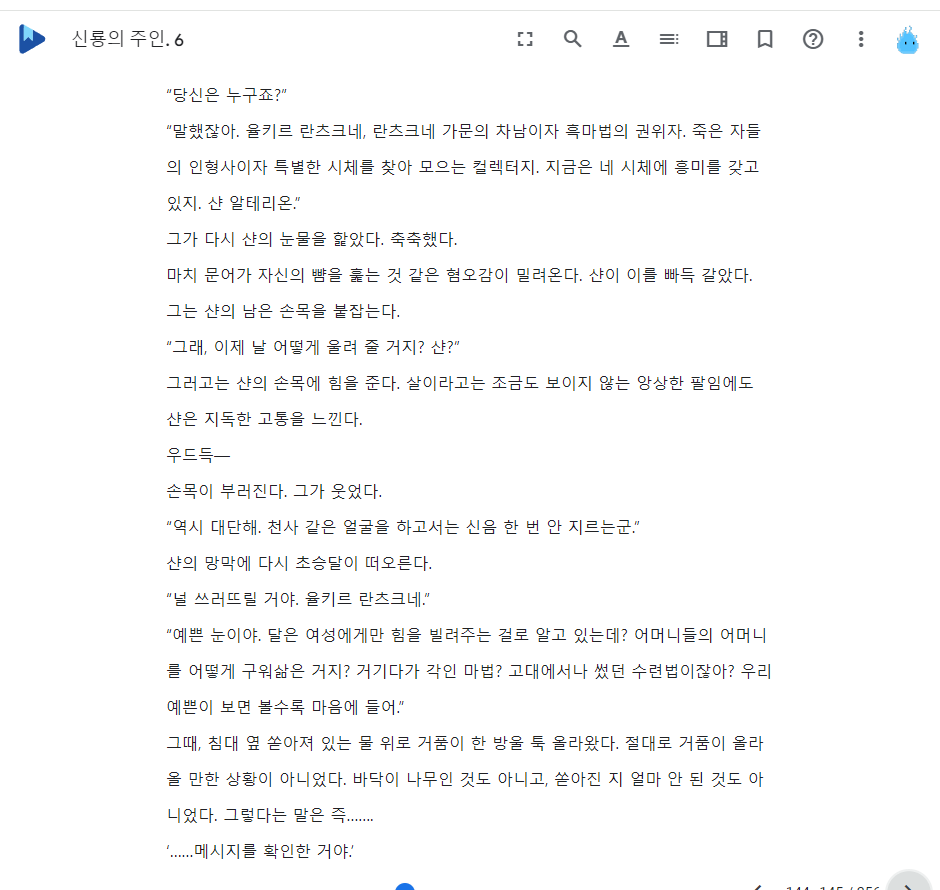 신룡의 주인. 6
“당신은 누구죠?”
“말했잖아. 율키르 란츠크네, 란츠크네 가문의 차남이자 흑마법의 권위자. 죽은 자들
의 인형사이자 특별한 시체를 찾아 모으는 컬렉터지. 지금은 네 시체에 흥미를 갖고
있지. 샨 알테리온.”
그가 다시 샨의 눈물을 핥았다. 축축했다.
마치 문어가 자신의 뺨을 훑는 것 같은 혐오감이 밀려온다. 샨이 이를 빠득 갈았다.
그는 샨의 남은 손목을 붙잡는다.
“그래, 이제 날 어떻게 울려 줄 거지? 샨?”
그러고는 샨의 손목에 힘을 준다. 살이라고는 조금도 보이지 않는 앙상한 팔임에도
샨은 지독한 고통을 느낀다.
우드득—
손목이 부러진다. 그가 웃었다.
“역시 대단해. 천사 같은 얼굴을 하고서는 신음 한 번 안 지르는군.”
샨의 망막에 다시 초승달이 떠오른다.
“널 쓰러뜨릴 거야. 율키르 란츠크네.”
“예쁜 눈이야. 달은 여성에게만 힘을 빌려주는 걸로 알고 있는데? 어머니들의 어머니
를 어떻게 구워삶은 거지? 거기다가 각인 마법? 고대에서나 썼던 수련법이잖아? 우리
예쁜이 보면 볼수록 마음에 들어.”
그때, 침대 옆 쏟아져 있는 물 위로 거품이 한 방울 툭 올라왔다. 절대로 거품이 올라
올 만한 상황이 아니었다. 바닥이 나무인 것도 아니고, 쏟아진 지 얼마 안 된 것도 아
니었다. 그렇다는 말은 즉.......
‘......메시지를 확인한 거야.’